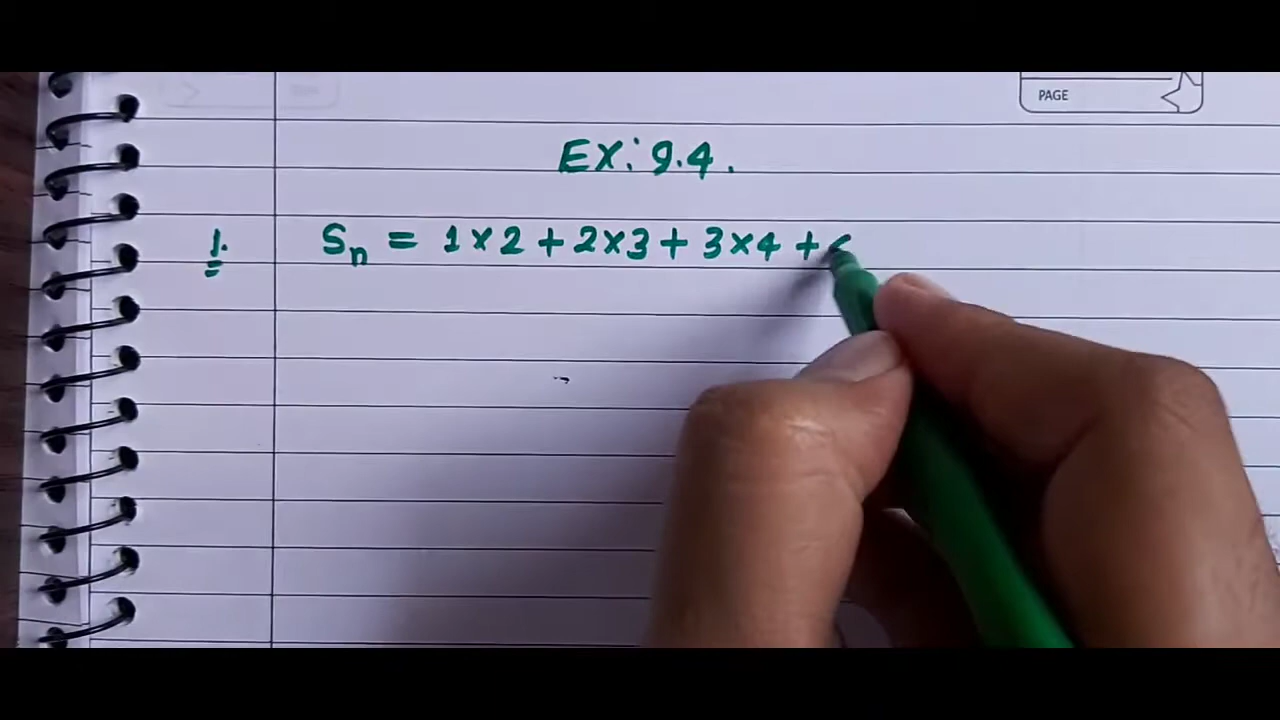 PAGE
EX: 9.4.
1. Sn = 1×2 + 2×3 + 3×4 +